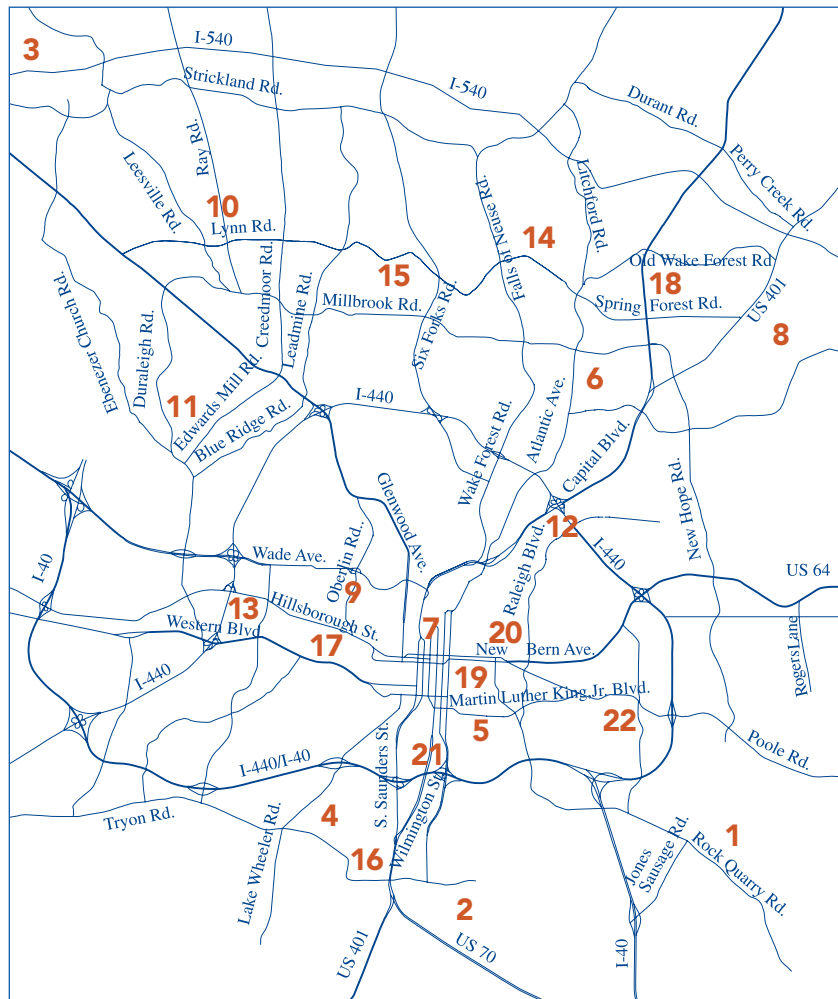 3
I-540
Strickland Rd.
I-540
Durant Rd.
Perry Creek Rd.
Ray Rd.
Leesville Rd.
Litchford Rd.
Falls of Neuse Rd.
10
Lynn Rd.
14
15
Old Wake Forest Rd
18
Creedmoor Rd.
Leadmine Rd.
Millbrook Rd.
Six Forks Rd.
Spring Forest Rd.
US 401
8
Ebenezer Church Rd.
Duraleigh Rd.
6
11
Edwards Mill Rd.
Blue Ridge Rd.
I-440
Wake Forest Rd.
Atlantic Ave.
Capital Blvd.
New Hope Rd.
Glenwood Ave.
12
I-40
Wade Ave.
Oberlin Rd..
Raleigh Blvd.
I-440
US 64
9
13
Hillsborough St.
Western Blvd
17
7
20
New Bern Ave.
Rogers Lane
I-440
19
Martin Luther King,Jr. Blvd.
5
22
Poole Rd.
21
I-440/I-40
S. Saunders St.
Wilmington St.
Tryon Rd.
4
Lake Wheeler Rd.
16
1
Jones
Sausage Rd.
Rock Quarry Rd.
2
US 401
US 70
I-40